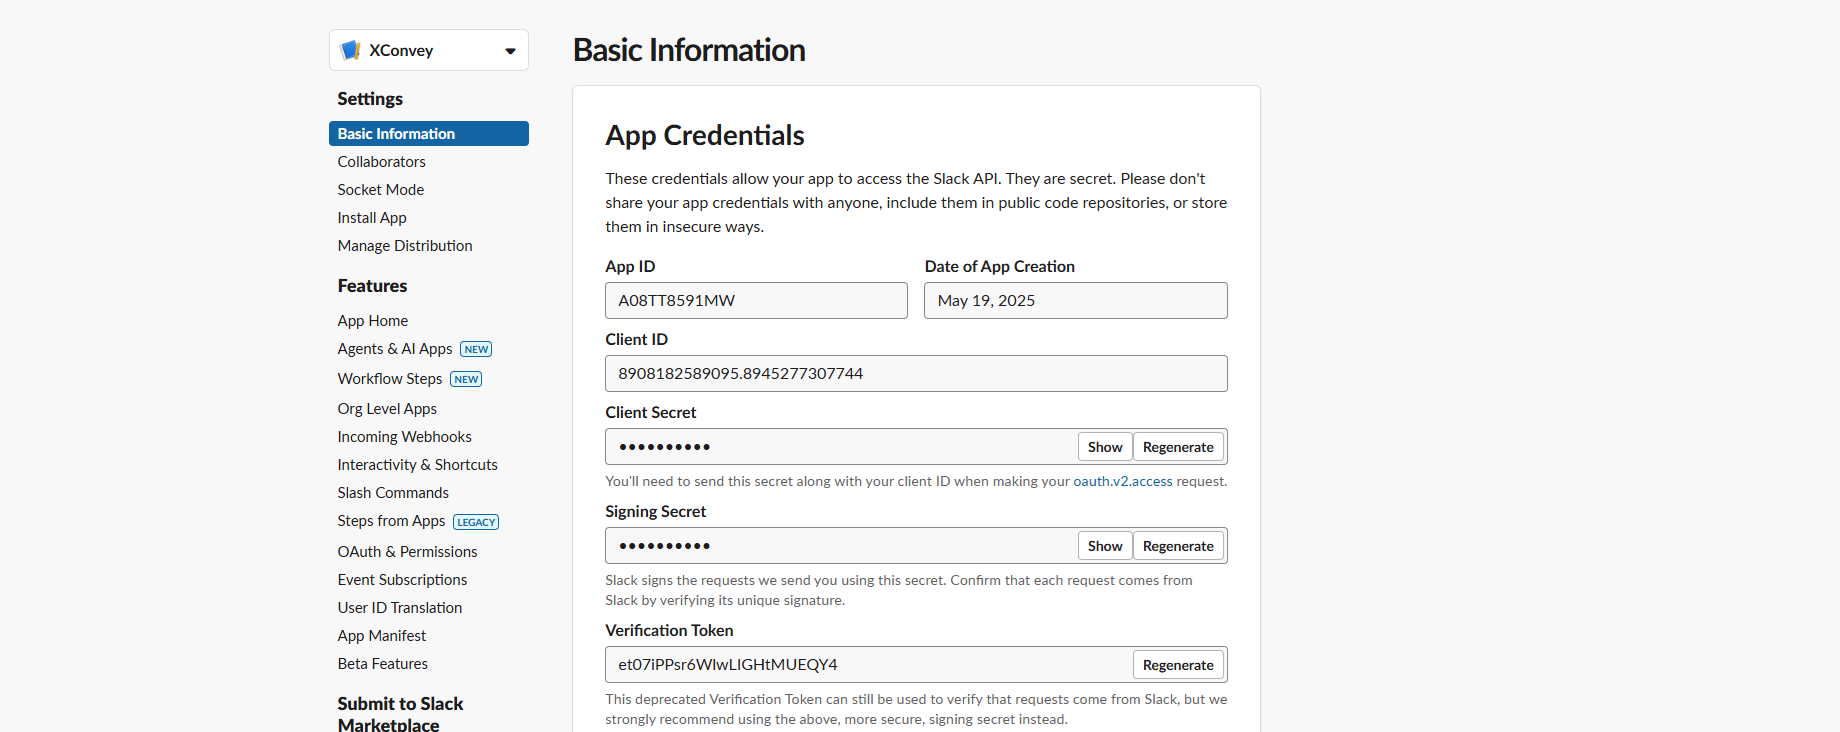 XConvey
Settings
Basic Information
Collaborators
Socket Mode
Install App
Manage Distribution
Features
App Home
Agents & AI Apps NEW
Workflow Steps NEW
Org Level Apps
Incoming Webhooks
Interactivity & Shortcuts
Slash Commands
Steps from Apps LEGACY
OAuth & Permissions
Event Subscriptions
User ID Translation
App Manifest
Beta Features
Submit to Slack
Marketplace
Basic Information
App Credentials
These credentials allow your app to access the Slack API. They are secret. Please don't
share your app credentials with anyone, include them in public code repositories, or store
them in insecure ways.
App ID
A08TT8591MW
Date of App Creation
May 19, 2025
Client ID
8908182589095.8945277307744
Client Secret
•••••••••• Show Regenerate
You'll need to send this secret along with your client ID when making your oauth.v2.access request.
Signing Secret
•••••••••• Show Regenerate
Slack signs the requests we send you using this secret. Confirm that each request comes from
Slack by verifying its unique signature.
Verification Token
et07iPPsr6WlwLIGHtMUEQY4 Regenerate
This deprecated Verification Token can still be used to verify that requests come from Slack, but we
strongly recommend using the above, more secure, signing secret instead.